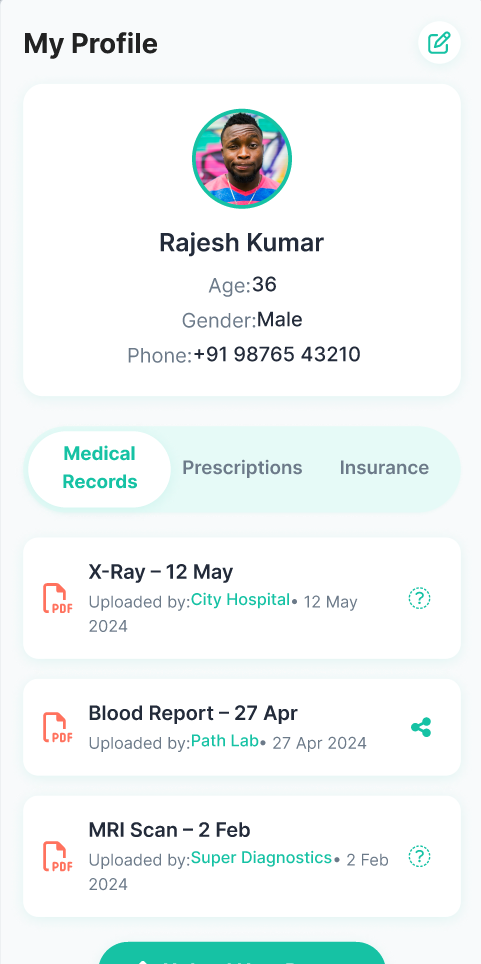 My Profile
Rajesh Kumar
Age:36
Gender:Male
Phone:+91 98765 43210
Medical
Records
Prescriptions
Insurance
X-Ray – 12 May
PDF
Uploaded by:City Hospital• 12 May
2024
?
Blood Report – 27 Apr
PDF
Uploaded by:Path Lab• 27 Apr 2024
MRI Scan – 2 Feb
PDF
Uploaded by:Super Diagnostics• 2 Feb
2024
?